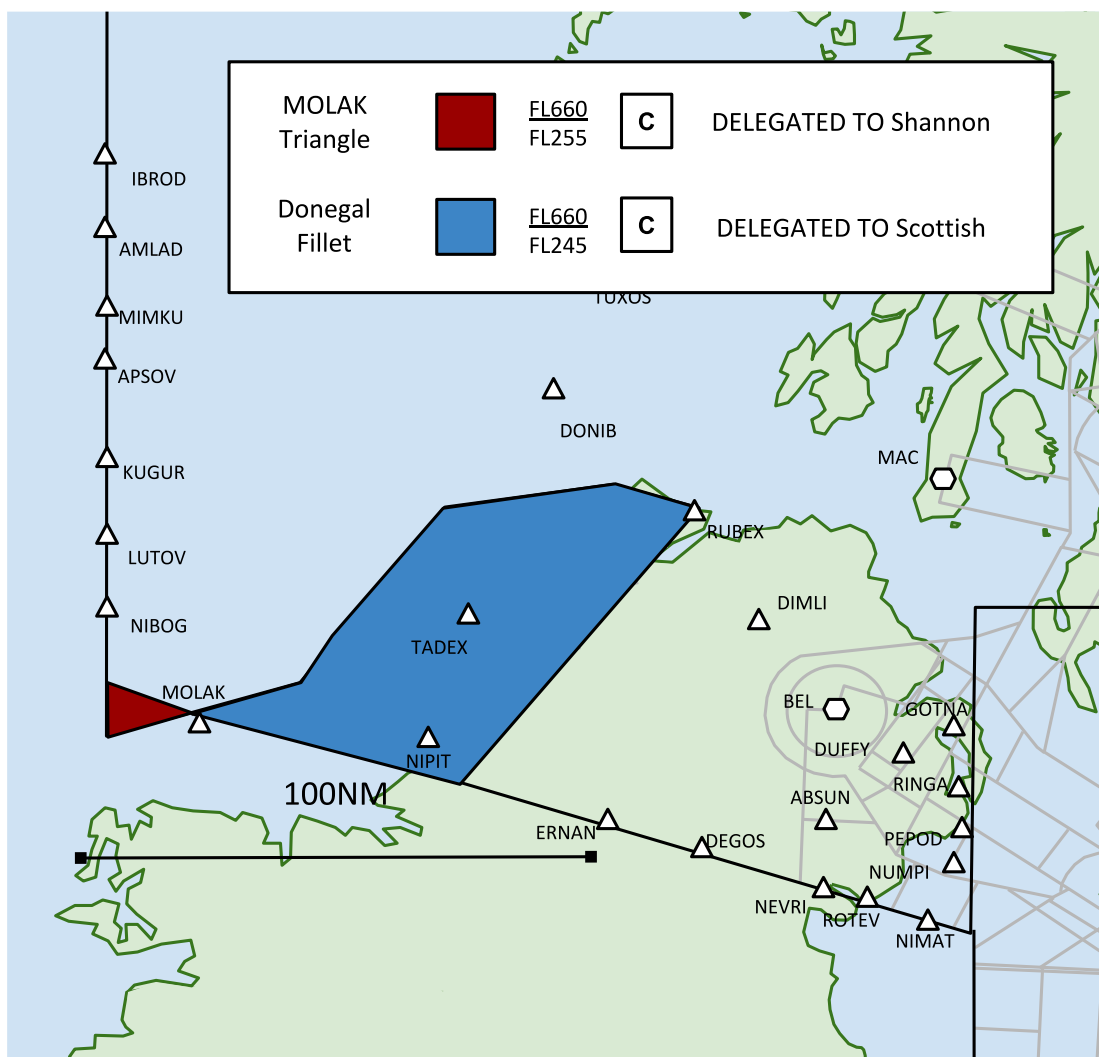 MOLAK
Triangle
FL660
FL255
C
DELEGATED TO Shannon
Donegal
Fillet
FL660
FL245
C
DELEGATED TO Scottish
IBROD
AMLAD
TUXOS
MIMKU
APSOV
DONIB
MAC
KUGUR
RUBEX
LUTOV
DIMLI
NIBOG
TADEX
MOLAK
BEL
GOTNA
DUFFY
NIPIT
RINGA
100NM
ABSUN
ERNAN
DEGOS
PEPOD
NUMPI
NEVRI
ROTEV
NIMAT